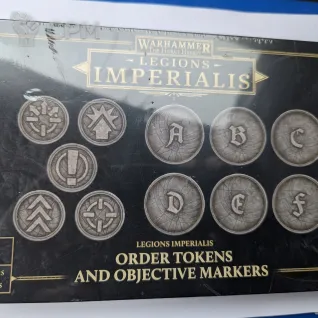 WARHAMMER
LEGIONS
IMPERIALIS
A B C
!
D E F
LEGIONS IMPERIALIS
ORDER TOKENS
AND OBJECTIVE MARKERS